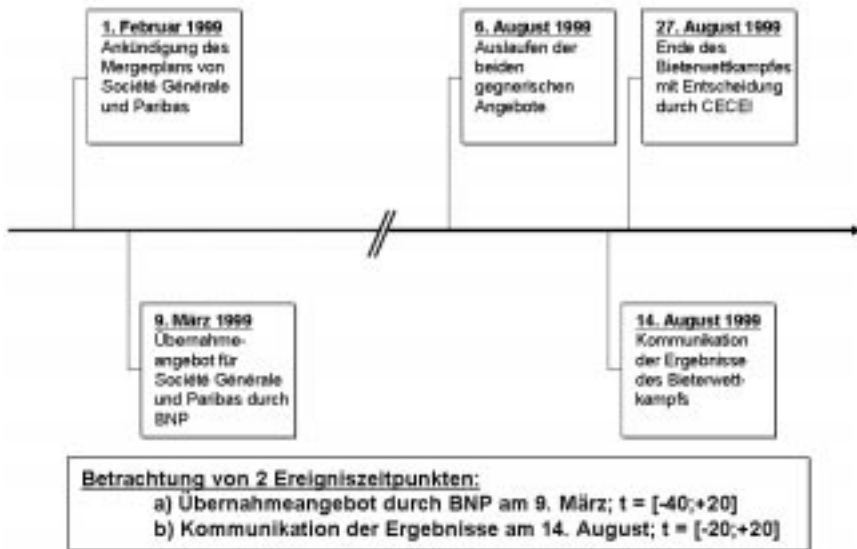 1. Februar 1999
Ankündigung des
Mergerplans von
Société Générale
und Paribas
6. August 1999
Auslaufen der
beiden
gegnerischen
Angebote
27. August 1999
Ende des
Bieterwettkampfes
mit Entscheidung
durch CECEI
9. März 1999
Übernahme-
angebot für
Société Générale
und Paribas durch
BNP
14. August 1999
Kommunikation
der Ergebnisse
des Bieterwett-
kampfs
Betrachtung von 2 Ereigniszeitpunkten:
a) Übernahmeangebot durch BNP am 9. März; t = [-40;+20]
b) Kommunikation der Ergebnisse am 14. August; t = [-20;+20]